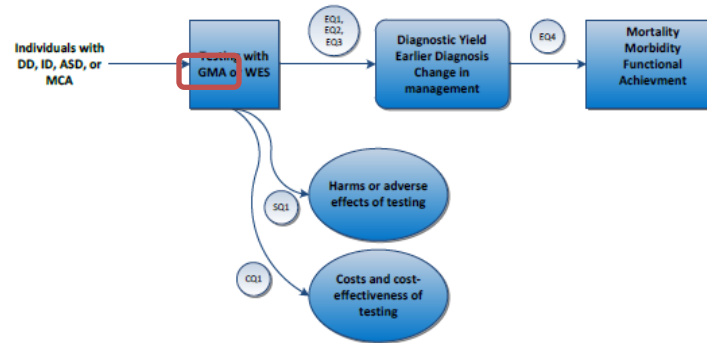 Individuals with
DD, ID, ASD, or
MCA
Testing with
GMA or WES
EQ1,
EQ2,
EQ3
Diagnostic Yield
Earlier Diagnosis
Change in
management
EQ4
Mortality
Morbidity
Functional
Achievment
SQ1
Harms or adverse
effects of testing
CQ1
Costs and cost-
effectiveness of
testing